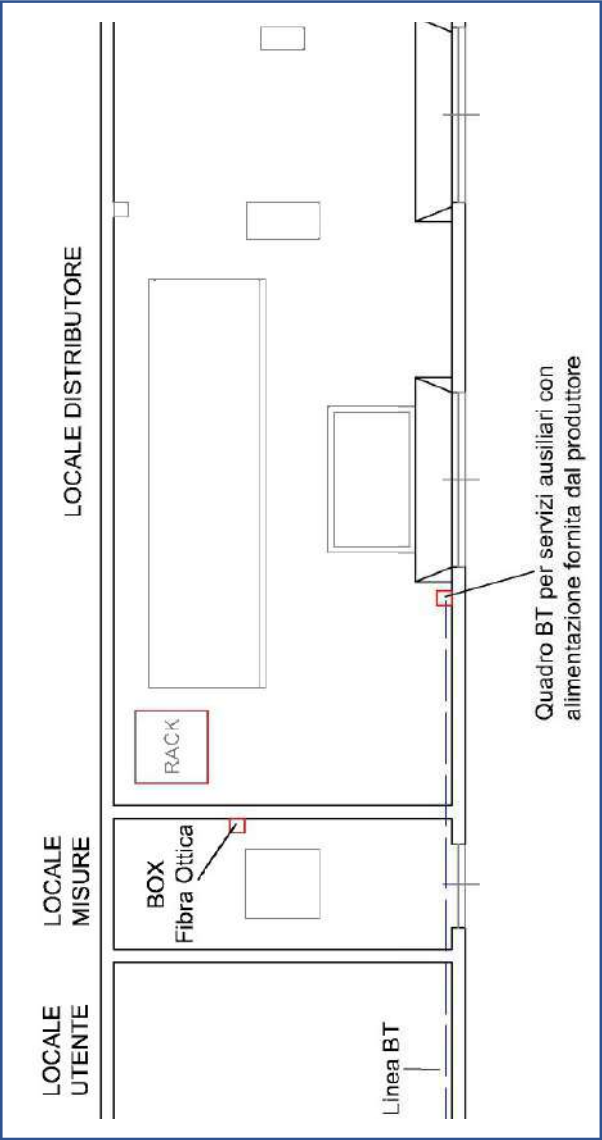 LOCALE
UTENTE
LOCALE
MISURE
LOCALE DISTRIBUTORE
BOX
Fibra Ottica
RACK
Linea BT
Quadro BT per servizi ausiliari con
alimentazione fornita dal produttore